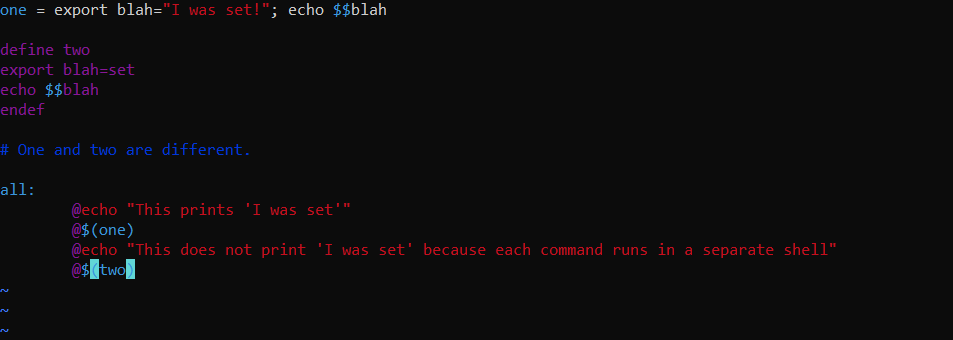 one = export blah="I was set!"; echo $$blah
define two
export blah=set
echo $$blah
endef
# One and two are different.
all:
        @echo "This prints 'I was set'"
        @$(one)
        @echo "This does not print 'I was set' because each command runs in a separate shell"
        @$(two)
~
~
~